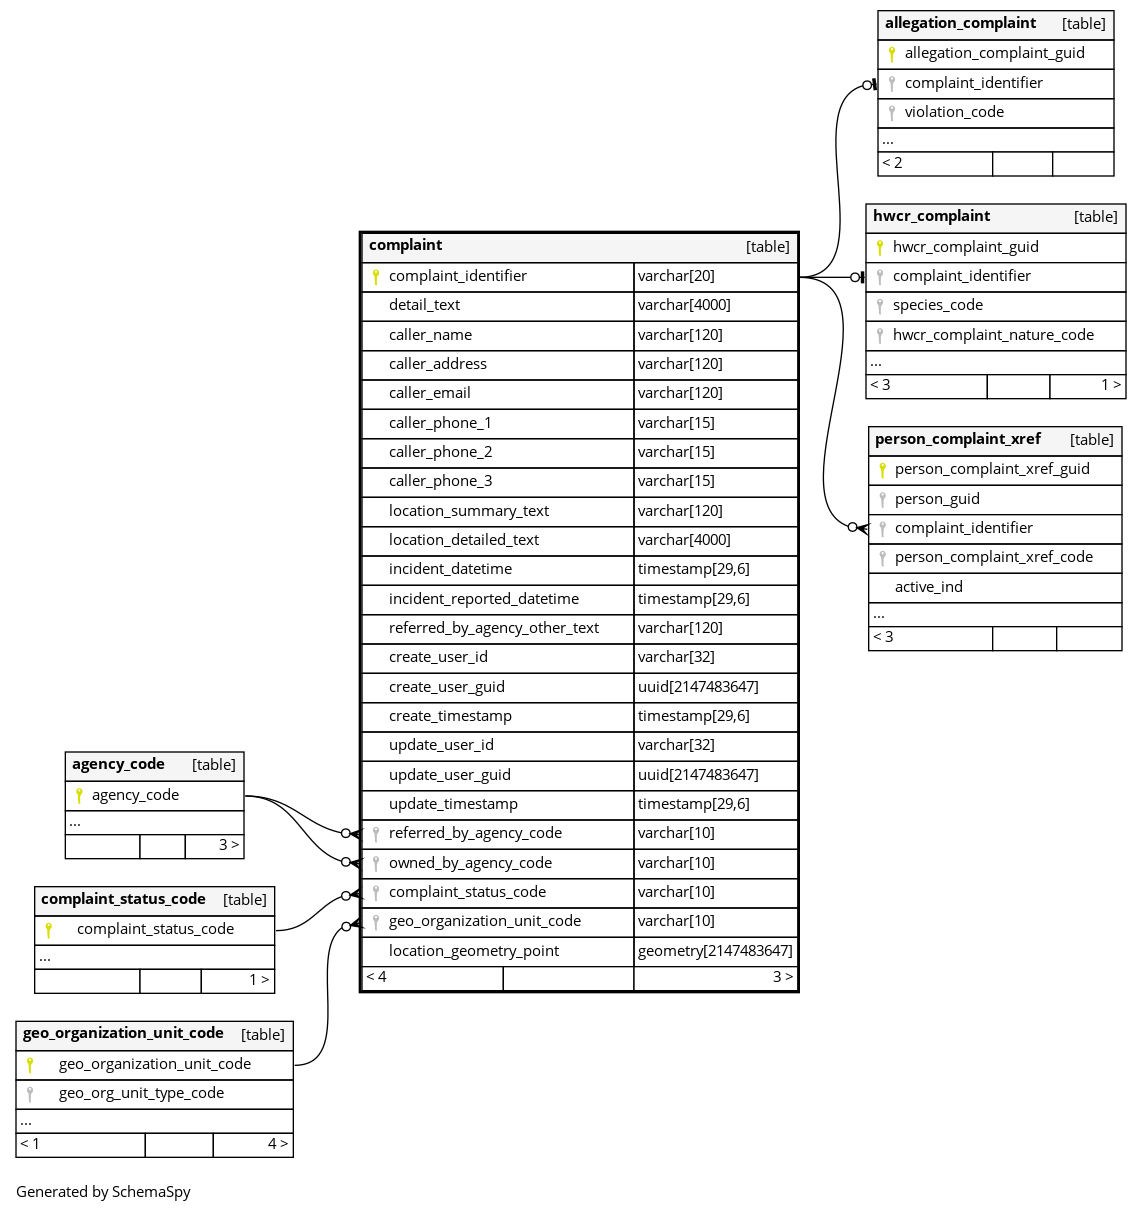 allegation_complaint [table]
allegation_complaint_guid
complaint_identifier
violation_code
...
< 2
hwcr_complaint [table]
hwcr_complaint_guid
complaint_identifier
species_code
hwcr_complaint_nature_code
...
< 3 1 >
person_complaint_xref [table]
person_complaint_xref_guid
person_guid
complaint_identifier
person_complaint_xref_code
active_ind
...
< 3
complaint [table]
complaint_identifier varchar[20]
detail_text varchar[4000]
caller_name varchar[120]
caller_address varchar[120]
caller_email varchar[120]
caller_phone_1 varchar[15]
caller_phone_2 varchar[15]
caller_phone_3 varchar[15]
location_summary_text varchar[120]
location_detailed_text varchar[4000]
incident_datetime timestamp[29,6]
incident_reported_datetime timestamp[29,6]
referred_by_agency_other_text varchar[120]
create_user_id varchar[32]
create_user_guid uuid[2147483647]
create_timestamp timestamp[29,6]
update_user_id varchar[32]
update_user_guid uuid[2147483647]
update_timestamp timestamp[29,6]
referred_by_agency_code varchar[10]
owned_by_agency_code varchar[10]
complaint_status_code varchar[10]
geo_organization_unit_code varchar[10]
location_geometry_point geometry[2147483647]
< 4 3 >
agency_code [table]
agency_code
...
3 >
complaint_status_code [table]
complaint_status_code
...
1 >
geo_organization_unit_code [table]
geo_organization_unit_code
geo_org_unit_type_code
...
< 1 4 >
Generated by SchemaSpy